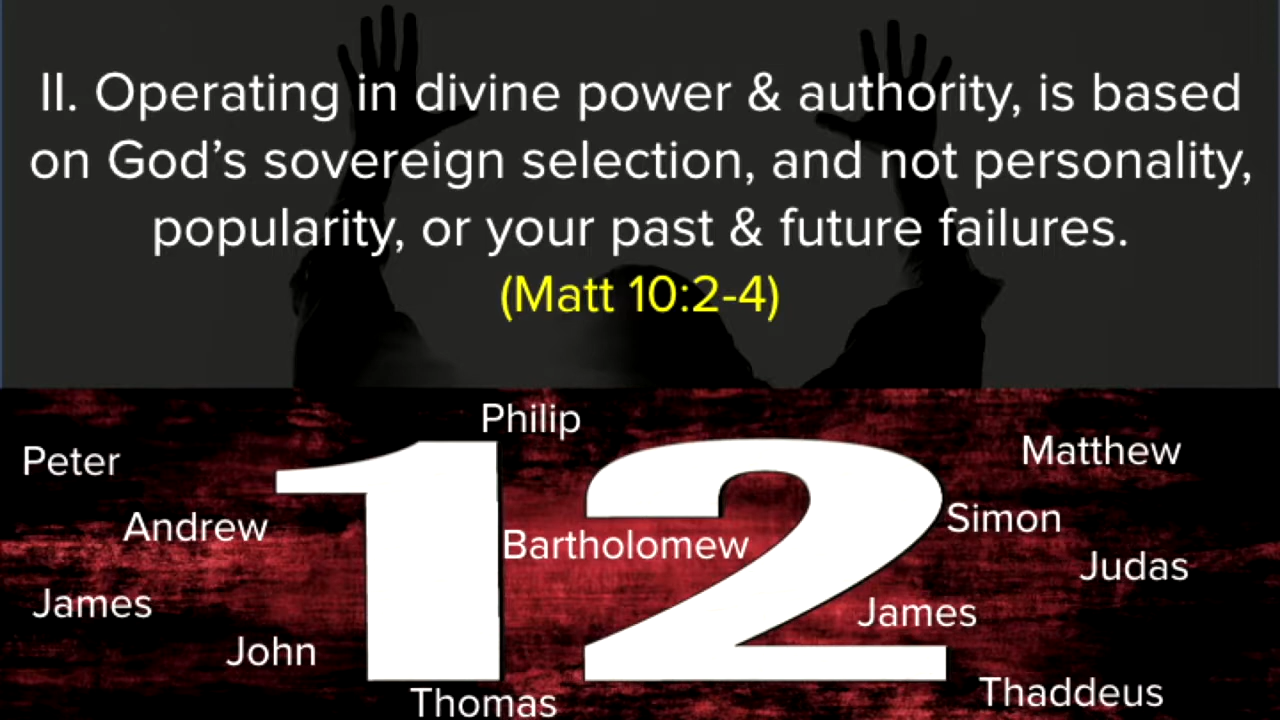 II. Operating in divine power & authority, is based
on God's sovereign selection, and not personality,
popularity, or your past & future failures.
(Matt 10:2-4)
Philip
Peter
Matthew
12
Andrew
Simon
Bartholomew
Judas
James
James
John
Thomas
Thaddeus